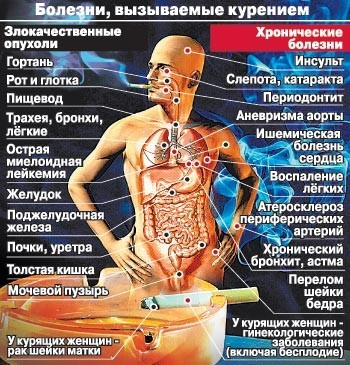 Болезни, вызываемые курением
Злокачественные
опухоли
Гортань
Рот и глотка
Пищевод
Трахея, бронхи,
лёгкие
Острая
миелоидная
лейкемия
Желудок
Поджелудочная
железа
Почки, уретра
Толстая кишка
Мочевой пузырь
У курящих женщин -
рак шейки матки
Хронические
болезни
Инсульт
Слепота, катаракта
Периодонтит
Аневризма аорты
Ишемическая
болезнь
сердца
Воспаление
лёгких
Атеросклероз
периферических
артерий
Хронический
бронхит, астма
Перелом
шейки
бедра
У курящих женщин -
гинекологические
заболевания
(включая бесплодие)